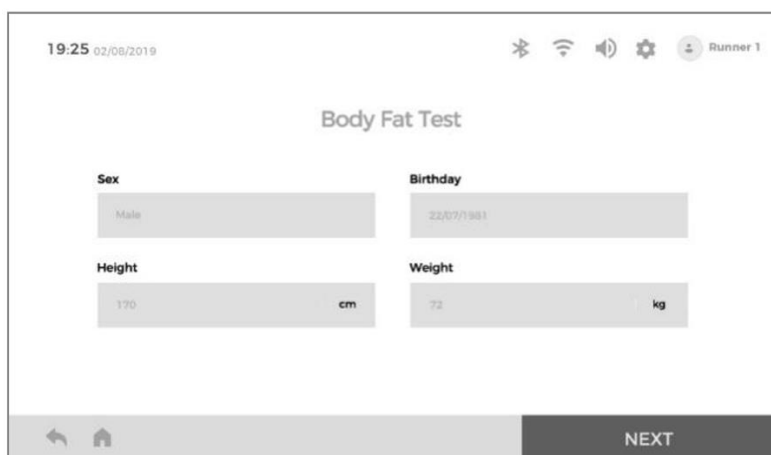 19:25 02/08/2019 Runner 1
Body Fat Test
Sex Birthday
Male 22/07/1981
Height Weight
170 cm 72 kg
NEXT